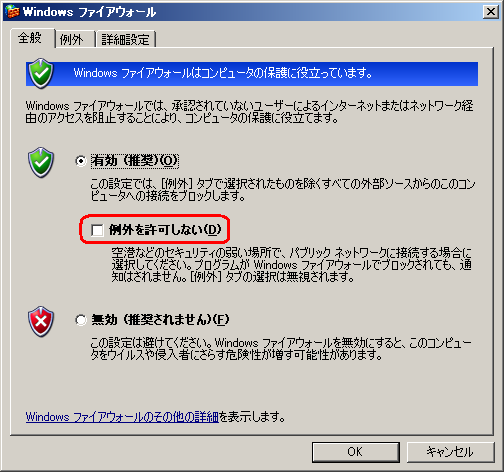 Windows ファイアウォール
全般
例外
詳細設定
Windows ファイアウォールはコンピュータの保護に役立っています。
Windows ファイアウォールでは、承認されていないユーザーによるインターネットまたはネットワーク経
由のアクセスを阻止することにより、コンピュータの保護に役立てます。
有効 (推奨)(O)
この設定では、[例外] タブで選択されたものを除くすべての外部ソースからのこのコン
ピュータへの接続をブロックします。
例外を許可しない(D)
空港などのセキュリティの弱い場所で、パブリック ネットワークに接続する場合に
選択してください。プログラムが Windows ファイアウォールでブロックされても、通
知はされません。[例外] タブの選択は無視されます。
無効 (推奨されません)(F)
この設定は避けてください。Windows ファイアウォールを無効にすると、このコンピュー
タをウイルスや侵入者にさらす危険性が増す可能性があります。
Windows ファイアウォールのその他の詳細を表示します。
OK
キャンセル